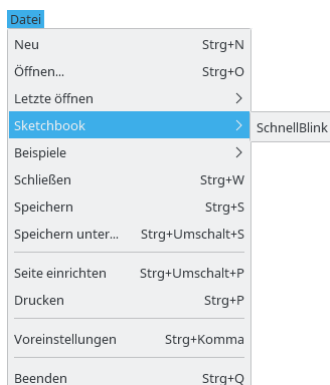 Datei
Neu Strg+N
Öffnen... Strg+O
Letzte öffnen
Sketchbook
SchnellBlink
Beispiele
Schließen Strg+W
Speichern Strg+S
Speichern unter... Strg+Umschalt+S
Seite einrichten Strg+Umschalt+P
Drucken Strg+P
Voreinstellungen Strg+Komma
Beenden Strg+Q